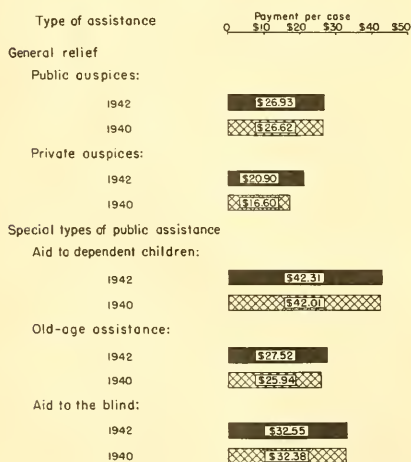 Type of assistance
Payment per case
0 $10 $20 $30 $40 $50
General relief
Public auspices:
1942 $26.93
1940 $26.62
Private auspices:
1942 $20.90
1940 $16.60
Special types of public assistance
Aid to dependent children:
1942 $42.31
1940 $42.01
Old-age assistance:
1942 $27.52
1940 $25.94
Aid to the blind:
1942 $32.55
1940 $32.38